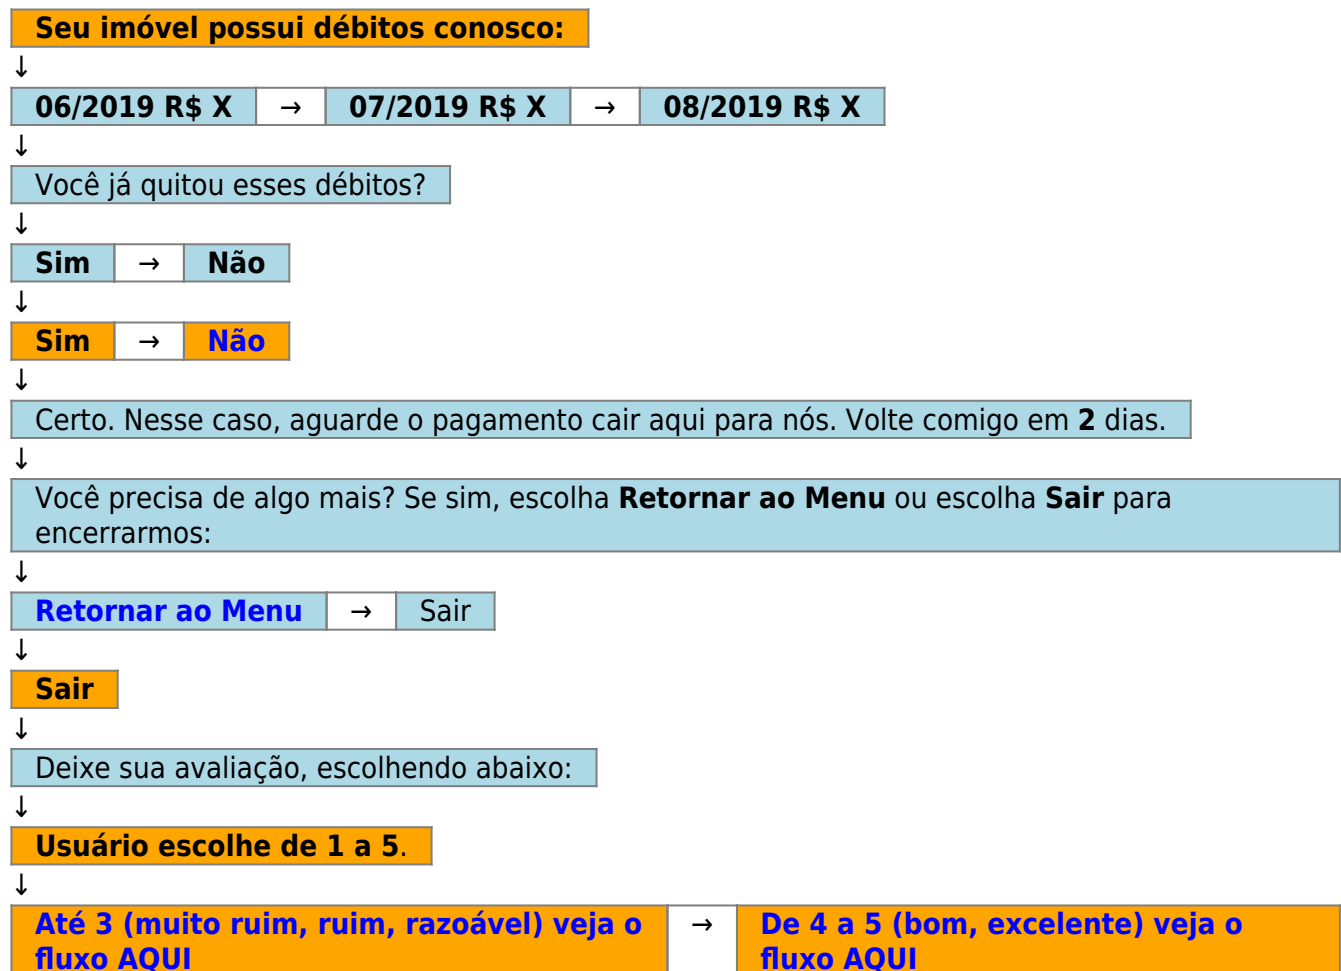 Seu imóvel possui débitos conosco:
↓
06/2019 R$ X → 07/2019 R$ X → 08/2019 R$ X
↓
Você já quitou esses débitos?
↓
Sim → Não
↓
Sim → Não
↓
Certo. Nesse caso, aguarde o pagamento cair aqui para nós. Volte comigo em 2 dias.
↓
Você precisa de algo mais? Se sim, escolha Retornar ao Menu ou escolha Sair para
encerrarmos:
↓
Retornar ao Menu → Sair
↓
Sair
↓
Deixe sua avaliação, escolhendo abaixo:
↓
Usuário escolhe de 1 a 5.
↓
Até 3 (muito ruim, ruim, razoável) veja o
fluxo AQUI
→
De 4 a 5 (bom, excelente) veja o
fluxo AQUI